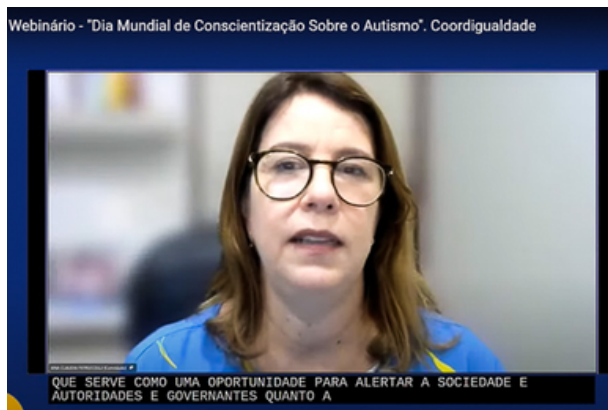 Webinário - "Dia Mundial de Conscientização Sobre o Autismo". Coordigualdade
QUE SERVE COMO UMA OPORTUNIDADE PARA ALERTAR A SOCIEDADE E
AUTORIDADES E GOVERNANTES QUANTO A